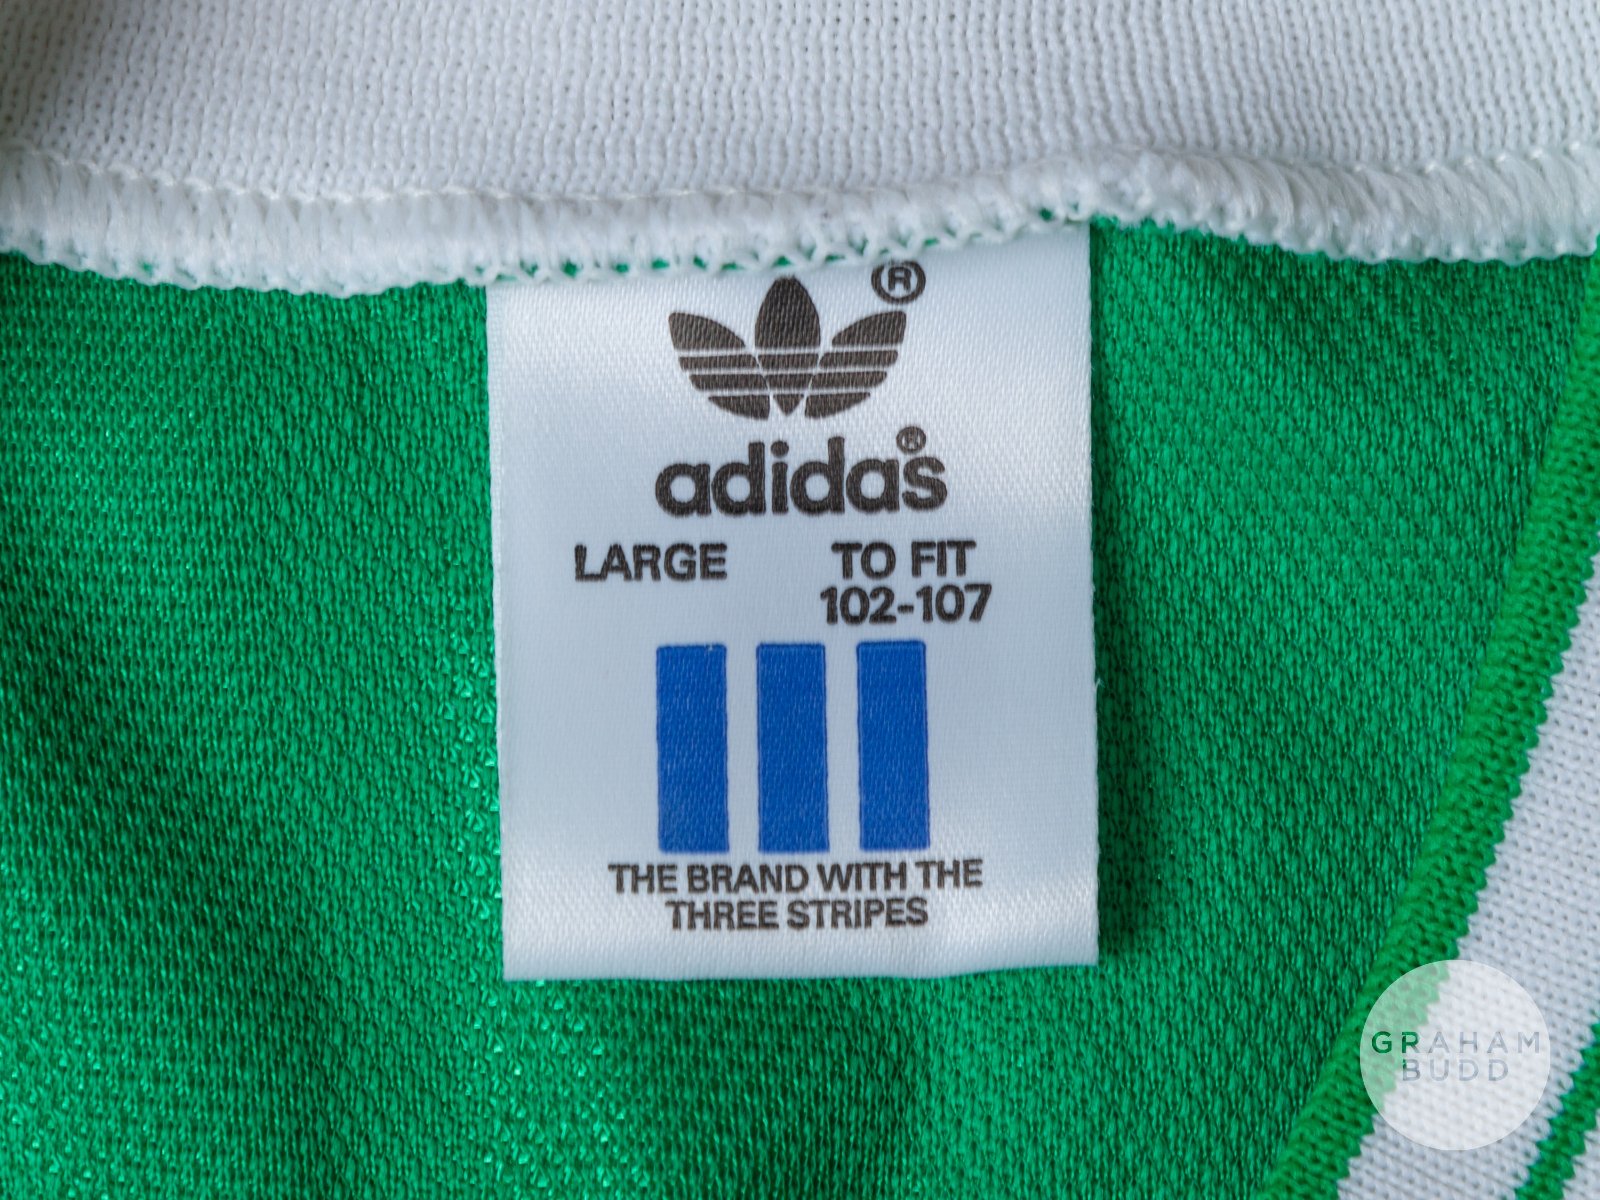 ®
adidas®
LARGE
TO FIT
102-107
THE BRAND WITH THE
THREE STRIPES
GRAHAM
BUDD